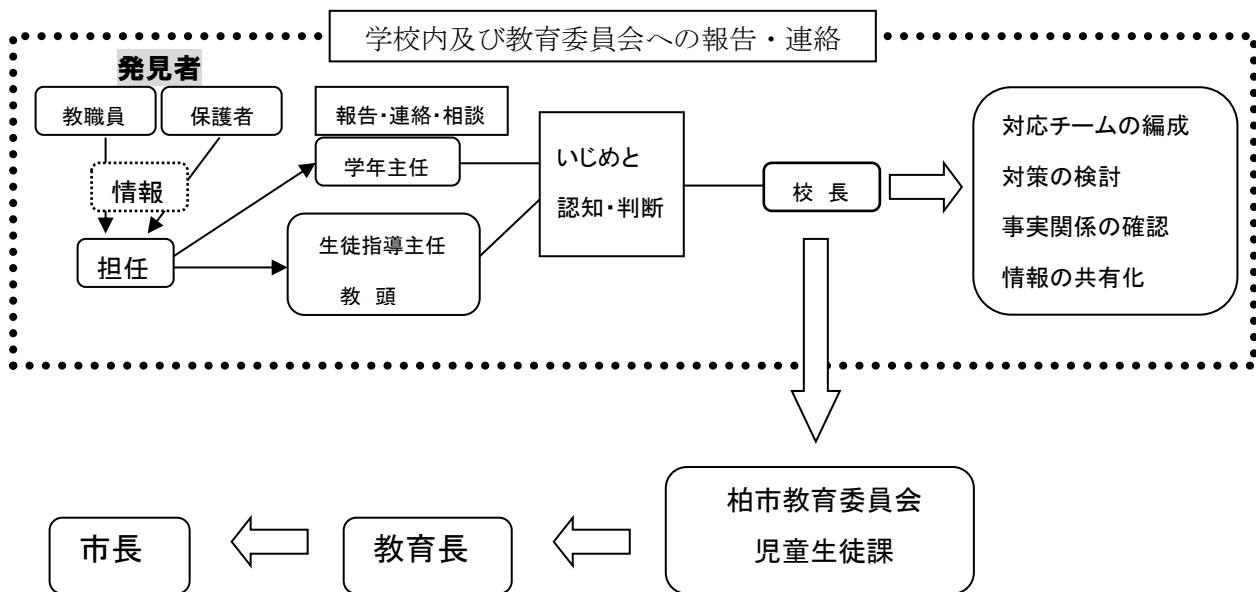 学校内及び教育委員会への報告・連絡
発見者
教職員
保護者
情報
担任
報告・連絡・相談
学年主任
生徒指導主任
教 頭
いじめと
認知・判断
校 長
対応チームの編成
対策の検討
事実関係の確認
情報の共有化
柏市教育委員会
児童生徒課
教育長
市長